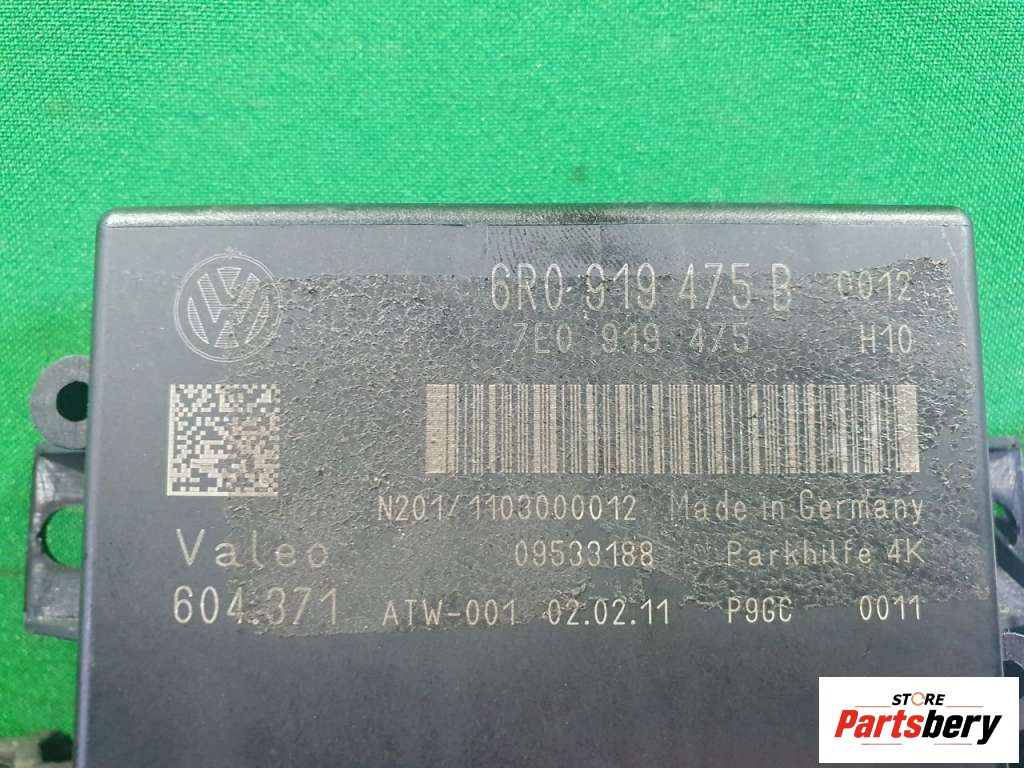 6R0 919 475 B 0012
7E0 919 475 H10
N201/1103000012 Made in Germany
Valeo 09533188 Parkhilfe 4K
604.371 ATW-001 02.02.11 P9GC 0011
STORE
Partsbery